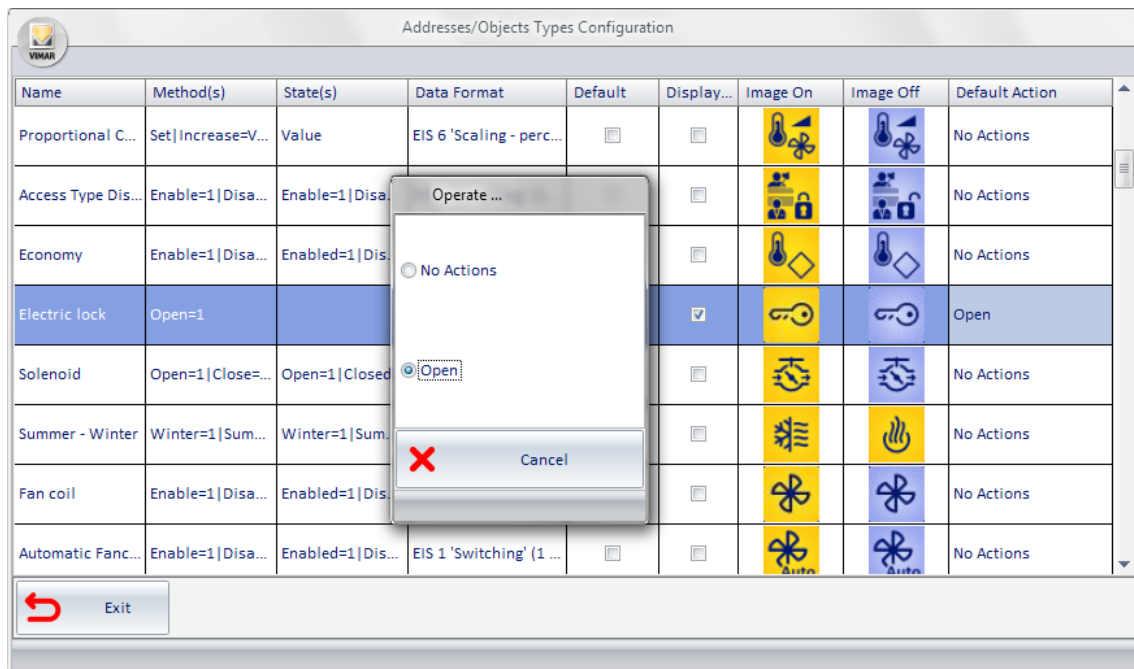 Addresses/Objects Types Configuration
VIMAR
Name Method(s) State(s) Data Format Default Display... Image On Image Off Default Action
Proportional C... Set|Increase=V... Value EIS 6 'Scaling - perc... No Actions
Access Type Dis... Enable=1|Disa... Enable=1|Disa. No Actions
Economy Enable=1|Disa... Enabled=1|Dis. No Actions
Electric lock Open=1 Open
Solenoid Open=1|Close=... Open=1|Closed No Actions
Summer - Winter Winter=1|Sum... Winter=1|Sum. No Actions
Fan coil Enable=1|Disa... Enabled=1|Dis. No Actions
Automatic Fanc... Enable=1|Disa... Enabled=1|Dis... EIS 1 'Switching' (1 ... Auto Auto No Actions
Operate ...
No Actions
Open
Cancel
Exit